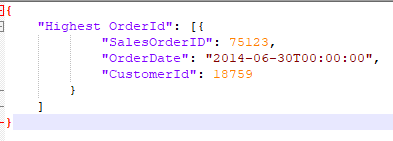 {
"Highest OrderId": [{
"SalesOrderID": 75123,
"OrderDate": "2014-06-30T00:00:00",
"CustomerId": 18759
}
]
}